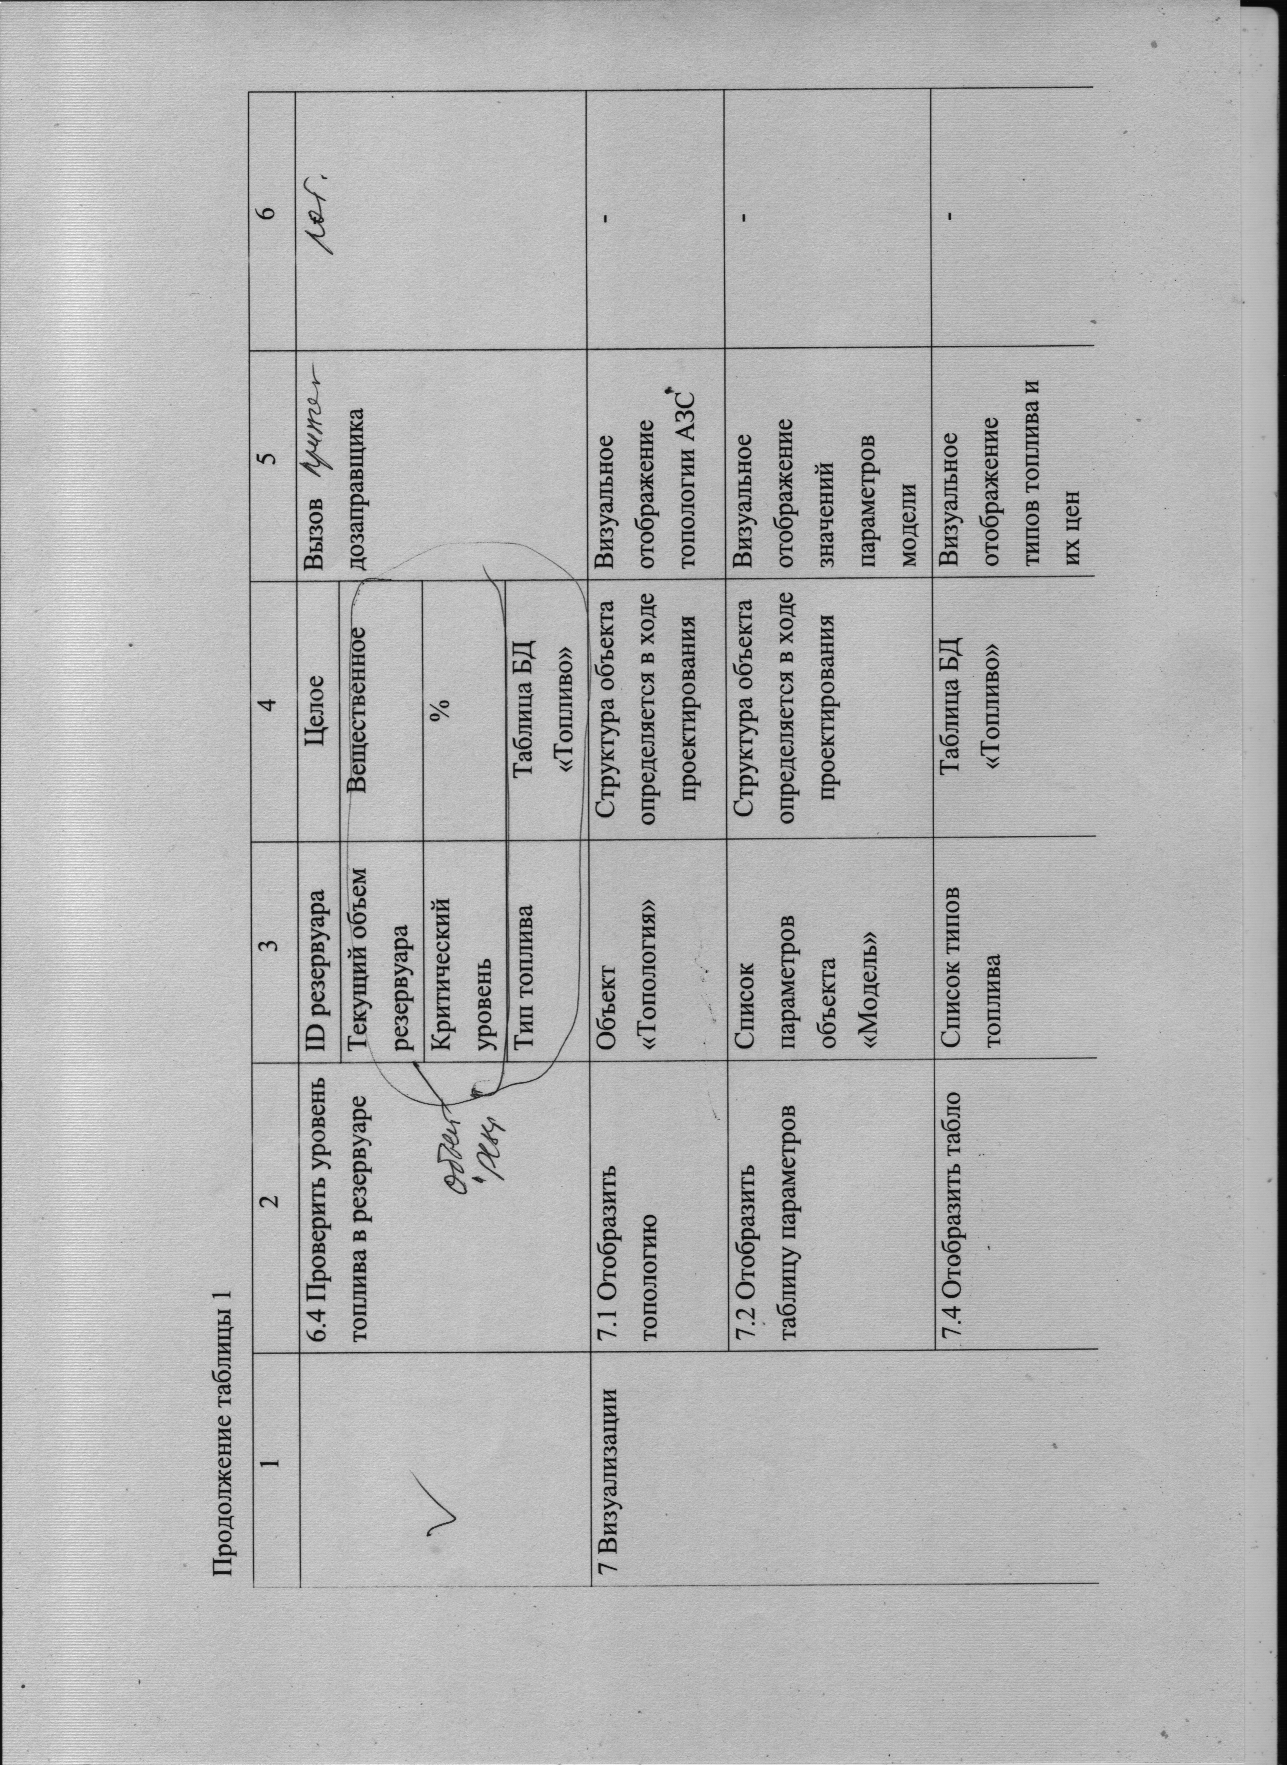 Продолжение таблицы 1
1 2 3 4 5 6
6.4 Проверить уровень
топлива в резервуаре
ID резервуара
Целое
Вызов
дозаправщика
лог.
Текущий объем
резервуара
Вещественное
Критический
уровень
%
Тип топлива
Таблица БД
«Топливо»
7 Визуализации
7.1 Отобразить
топологию
Объект
«Топология»
Структура объекта
определяется в ходе
проектирования
Визуальное
отображение
топологии АЗС
-
7.2 Отобразить
таблицу параметров
Список
параметров
объекта
«Модель»
Структура объекта
определяется в ходе
проектирования
Визуальное
отображение
значений
параметров
модели
-
7.4 Отобразить табло
Список типов
топлива
Таблица БД
«Топливо»
Визуальное
отображение
типов топлива и
их цен
-